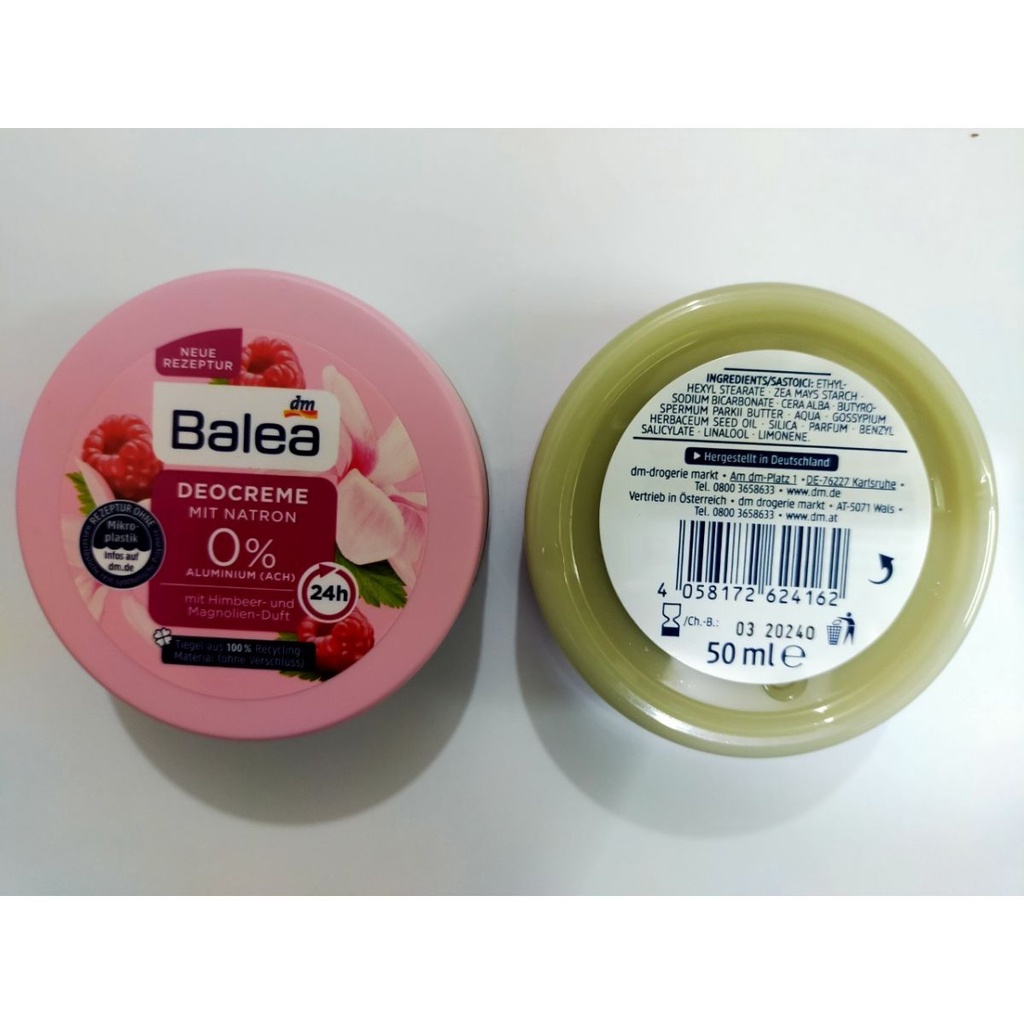 NEUE
REZEPTUR
dm
Balea
DEOCREME
MIT NATRON
0%
ALUMINIUM (ACH)
mit Himbeer- und
Magnolien-Duft
24h
REZEPTUR OHNE
Mikro-
plastik
Infos auf
dm.de
Tiegel aus 100% Recycling
Material (ohne Verschluss)
INGREDIENTS/SASTOJCI: ETHYL-
HEXYL STEARATE · ZEA MAYS STARCH ·
SODIUM BICARBONATE · CERA ALBA · BUTYRO-
SPERMUM PARKII BUTTER · AQUA · GOSSYPIUM
HERBACEUM SEED OIL · SILICA · PARFUM · BENZYL
SALICYLATE · LINALOOL · LIMONENE.
Hergestellt in Deutschland
dm-drogerie markt • Am dm-Platz 1 • DE-76227 Karlsruhe •
Tel. 0800 3658633 • www.dm.de
Vertrieb in Österreich • dm drogerie markt • AT-5071 Wals •
Tel. 0800 3658633 • www.dm.at
4 058172 624162
/Ch.-B.: 03 20240
50 ml e